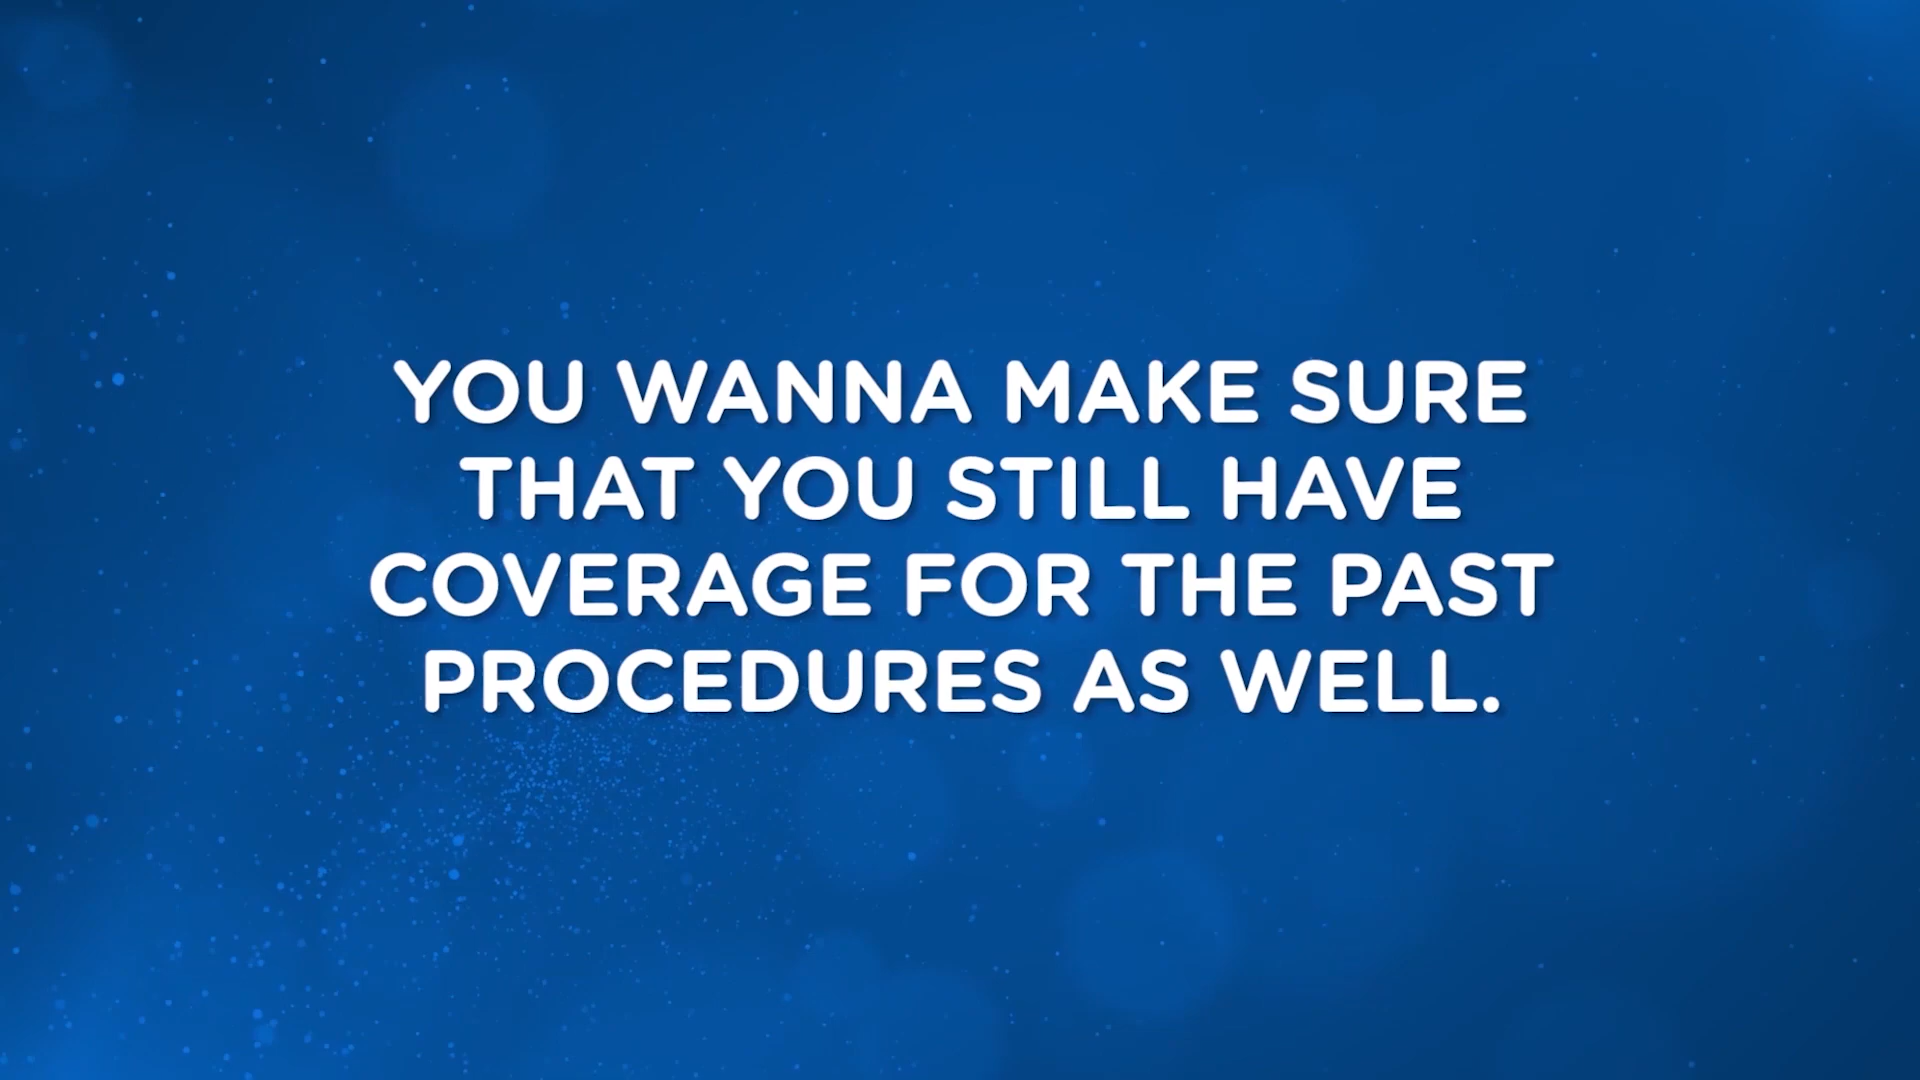 YOU WANNA MAKE SURE
THAT YOU STILL HAVE
COVERAGE FOR THE PAST
PROCEDURES AS WELL.